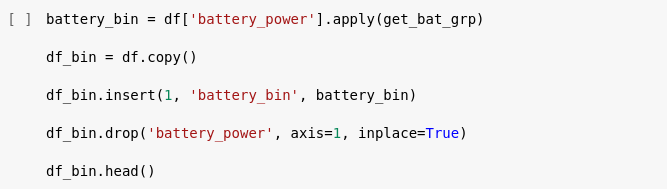 [ ] battery_bin = df['battery_power'].apply(get_bat_grp)
df_bin = df.copy()
df_bin.insert(1, 'battery_bin', battery_bin)
df_bin.drop('battery_power', axis=1, inplace=True)
df_bin.head()